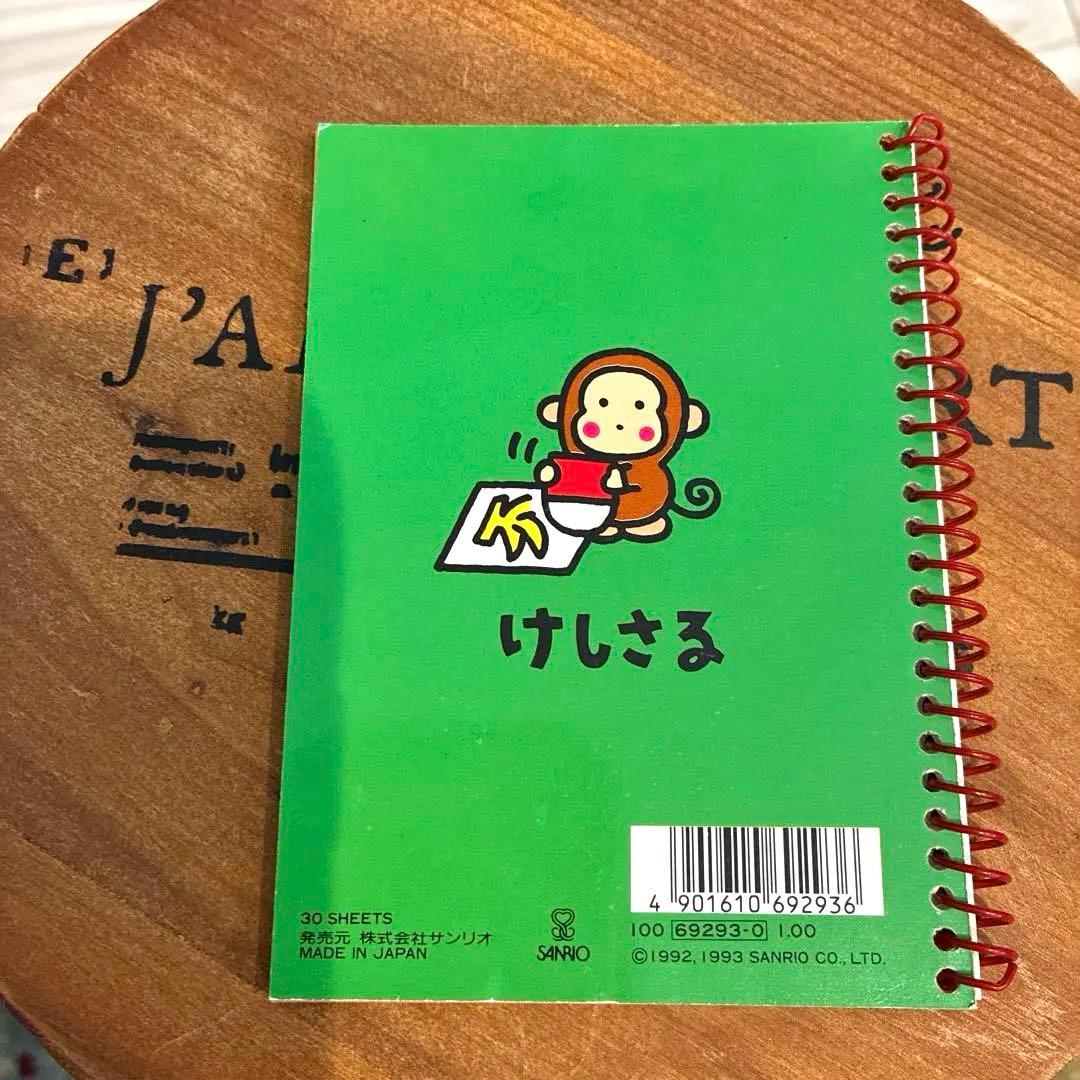 J'A
RT
けしさる
4 901610 692936
30 SHEETS
発売元 株式会社サンリオ
MADE IN JAPAN
SANRIO
100 69293-0 1.00
©1992, 1993 SANRIO CO., LTD.